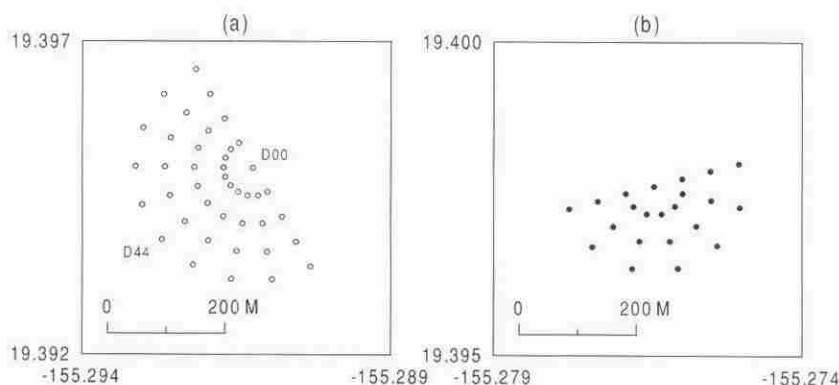 (a)
19.397
D00
D44
0 200 M
19.392
-155.294 -155.289
(b)
19.400
0 200 M
19.395
-155.279 -155.274